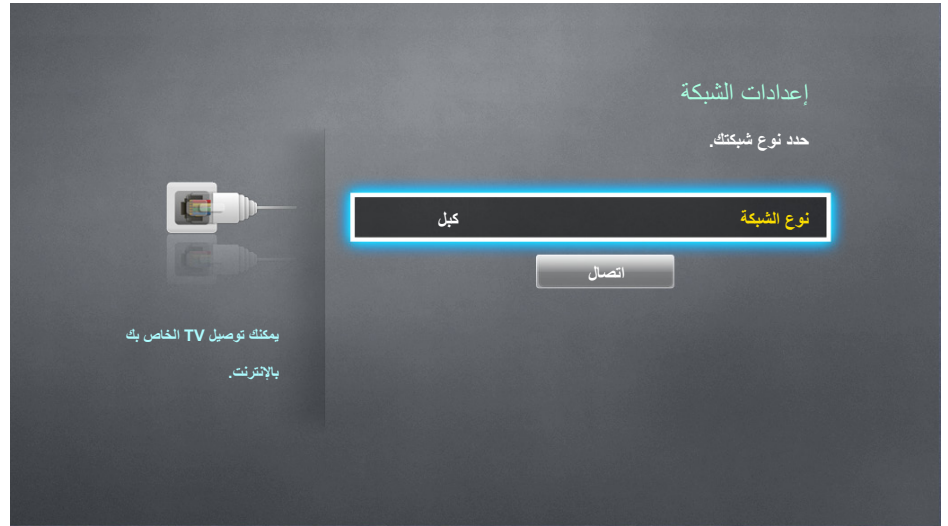 إعدادات الشبكة
حدد نوع شبكتك.
نوع الشبكة كبل
اتصال
يمكنك توصيل TV الخاص بك
بالإنترنت.